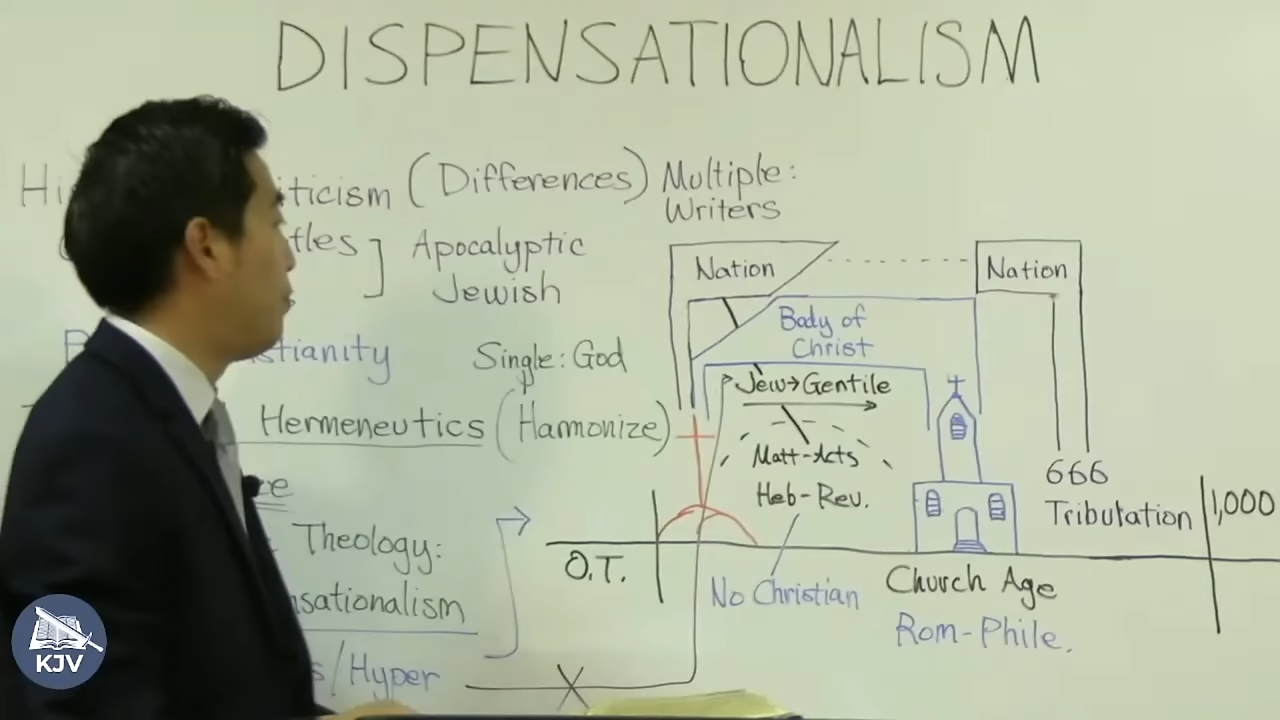 DISPENSATIONALISM
Hi iticism (Differences) Multiple:
Writers
tles ] Apocalyptic
Jewish
stianity Single: God
Hermeneutics (Harmonize)
Theology:
nsationalism
s/Hyper
Nation
Nation
Body of
Christ
Jew→Gentile
Matt-Acts
Heb-Rev.
666
Tributation
1,000
O.T.
No Christian
Church Age
Rom-Phile.
KJV